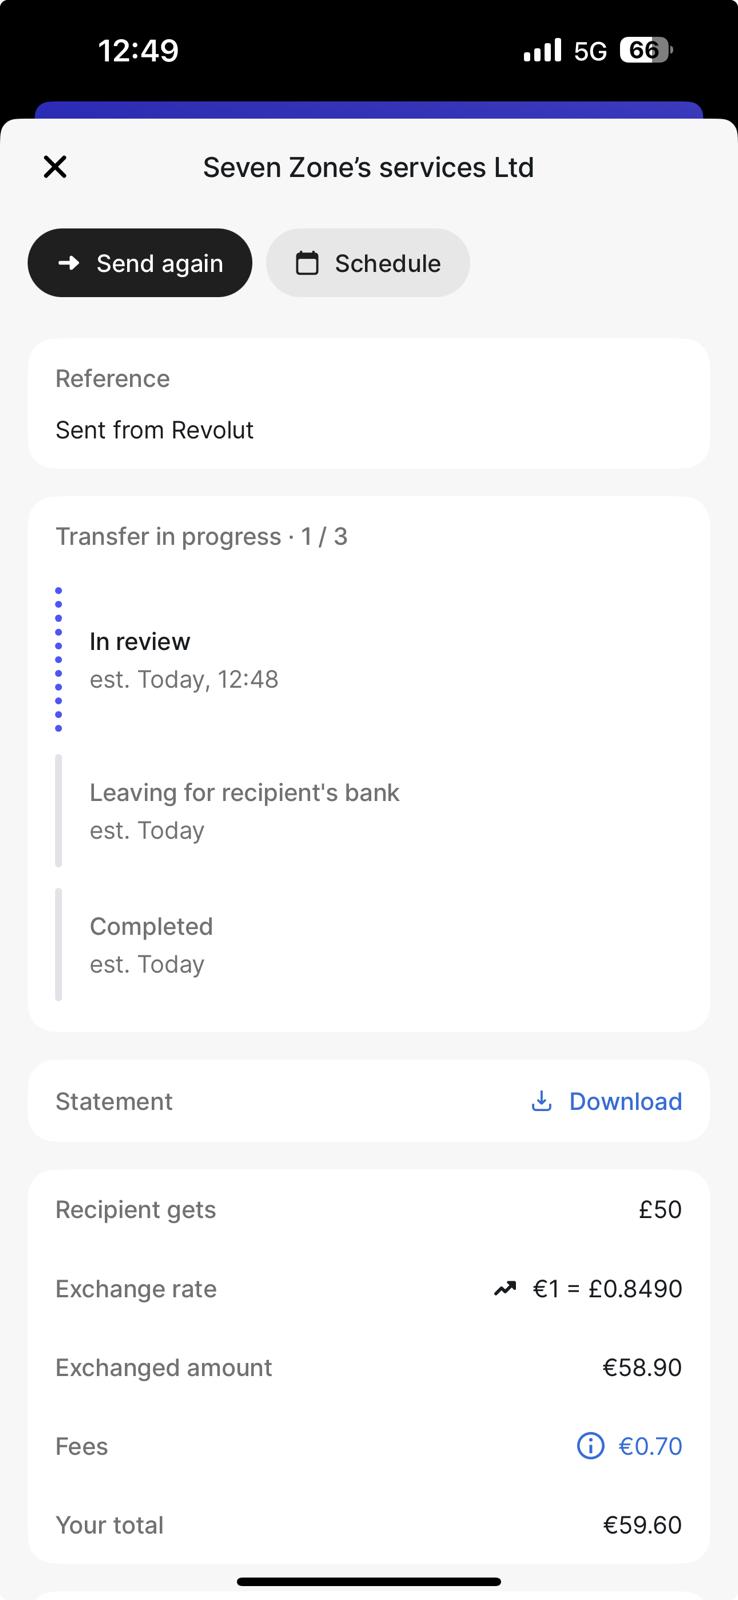 12:49 5G 66
Seven Zone’s services Ltd
Send again Schedule
Reference
Sent from Revolut
Transfer in progress · 1 / 3
In review
est. Today, 12:48
Leaving for recipient's bank
est. Today
Completed
est. Today
Statement Download
Recipient gets £50
Exchange rate €1 = £0.8490
Exchanged amount €58.90
Fees €0.70
Your total €59.60